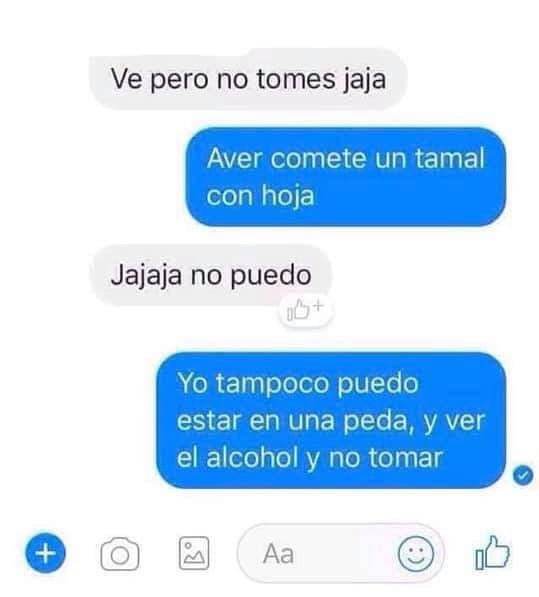 Ve pero no tomes jaja
Aver comete un tamal
con hoja
Jajaja no puedo
Yo tampoco puedo
estar en una peda, y ver
el alcohol y no tomar
Aa